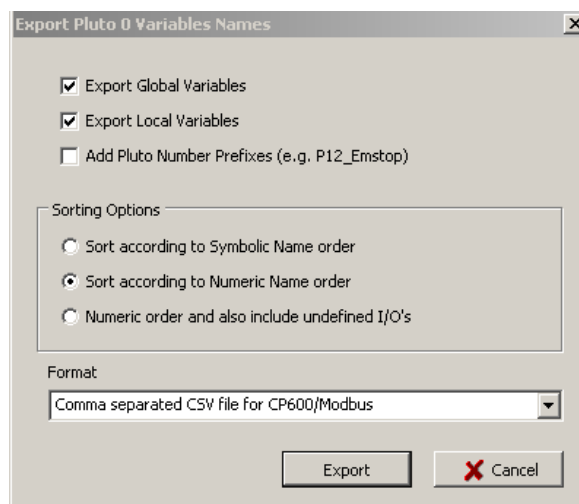 Export Pluto 0 Variables Names
Export Global Variables
Export Local Variables
Add Pluto Number Prefixes (e.g. P12_Emstop)
Sorting Options
Sort according to Symbolic Name order
Sort according to Numeric Name order
Numeric order and also include undefined I/O's
Format
Comma separated CSV file for CP600/Modbus
Export
Cancel